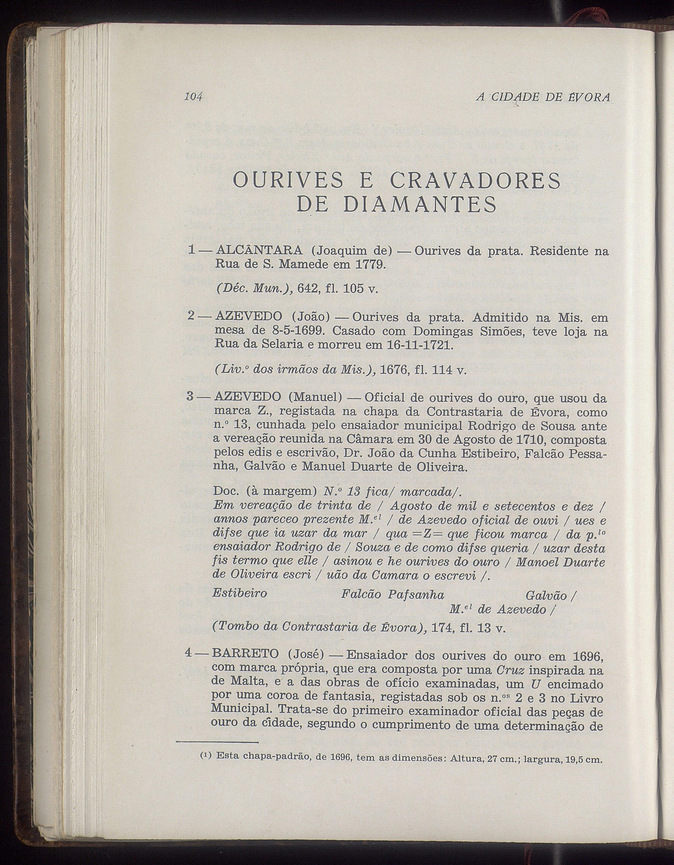 104
A CIDADE DE ÉVORA
OURIVES E CRAVADORES
DE DIAMANTES
1 — ALCÂNTARA (Joaquim de) — Ourives da prata. Residente na
Rua de S. Mamede em 1779.
(Déc. Mun.), 642, fl. 105 v.
2 — AZEVEDO (João) — Ourives da prata. Admitido na Mis. em
mesa de 8-5-1699. Casado com Domingas Simões, teve loja na
Rua da Selaria e morreu em 16-11-1721.
(Liv.º dos irmãos da Mis.), 1676, fl. 114 v.
3 — AZEVEDO (Manuel) — Oficial de ourives do ouro, que usou da
marca Z., registada na chapa da Contrastaria de Évora, como
n.º 13, cunhada pelo ensaiador municipal Rodrigo de Sousa ante
a vereação reunida na Câmara em 30 de Agosto de 1710, composta
pelos edis e escrivão, Dr. João da Cunha Estibeiro, Falcão Pessa-
nha, Galvão e Manuel Duarte de Oliveira.
Doc. (à margem) N.º 13 fica/ marcada/.
Em vereação de trinta de / Agosto de mil e setecentos e dez /
annos pareceo prezente M.el / de Azevedo oficial de ouvi / ues e
difse que ia uzar da mar / qua =Z= que ficou marca / da p.lo
ensaiador Rodrigo de / Souza e de como difse queria / uzar desta
fis termo que elle / asinou e he ourives do ouro / Manoel Duarte
de Oliveira escri / uão da Camara o escrevi /.
Estibeiro Falcão Pafsanha Galvão /
M.el de Azevedo /
(Tombo da Contrastaria de Évora), 174, fl. 13 v.
4 — BARRETO (José) — Ensaiador dos ourives do ouro em 1696,
com marca própria, que era composta por uma Cruz inspirada na
de Malta, e a das obras de ofício examinadas, um U encimado
por uma coroa de fantasia, registadas sob os n.os 2 e 3 no Livro
Municipal. Trata-se do primeiro examinador oficial das peças de
ouro da cidade, segundo o cumprimento de uma determinação de
(1) Esta chapa-padrão, de 1696, tem as dimensões: Altura, 27 cm.; largura, 19,5 cm.